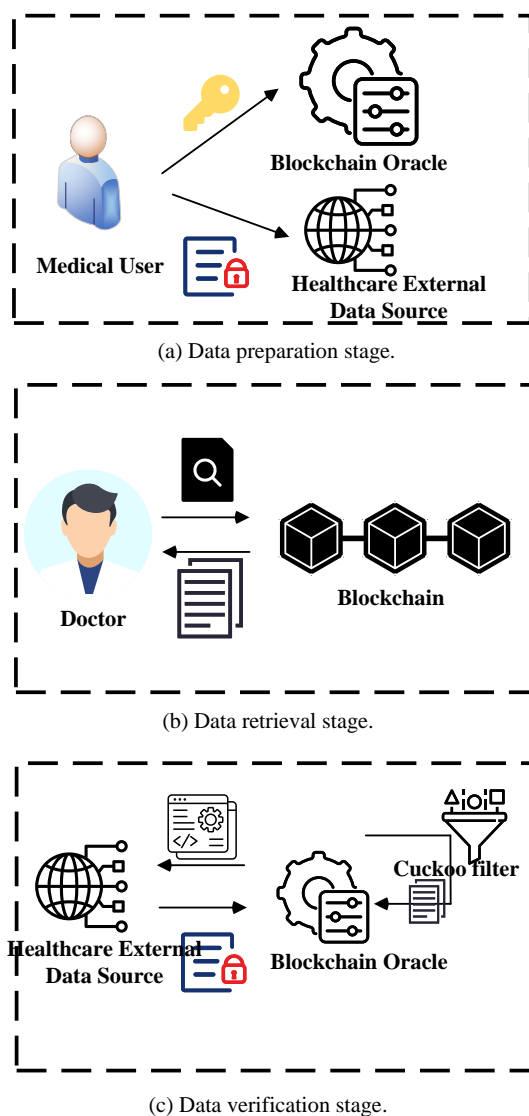 Blockchain Oracle
Medical User
Healthcare External
Data Source
(a) Data preparation stage.
Doctor
Blockchain
(b) Data retrieval stage.
</>
Cuckoo filter
Healthcare External
Data Source
Blockchain Oracle
(c) Data verification stage.